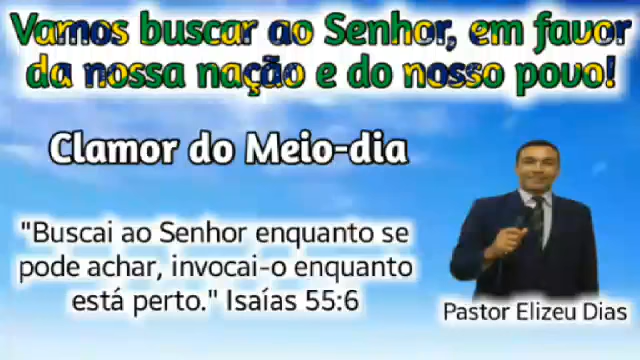 Vamos buscar ao Senhor, em favor
da nossa nação e do nosso povo!
Clamor do Meio-dia
"Buscai ao Senhor enquanto se
pode achar, invocai-o enquanto
está perto." Isaías 55:6
Pastor Elizeu Dias